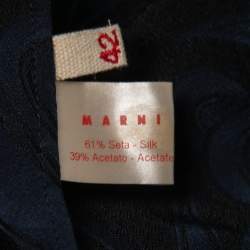 42
MARNI
61% Seta - Silk
39% Acetato - Acetate